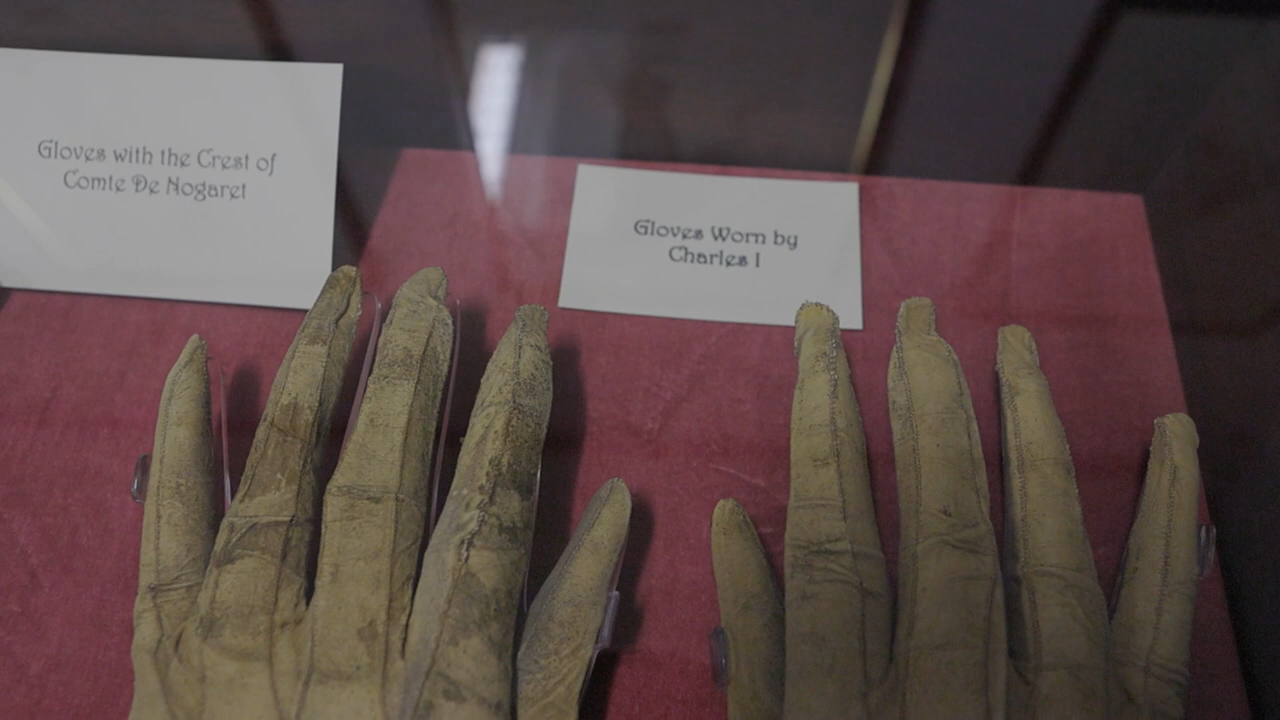 Gloves with the Crest of
Comte De Nogaret
Gloves Worn by
Charles I